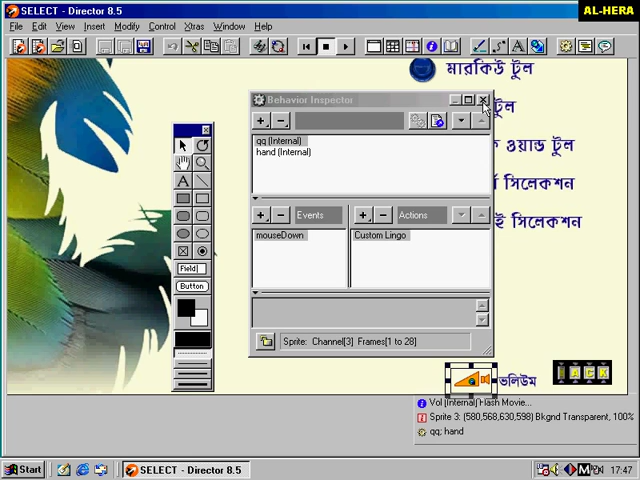 SELECT - Director 8.5
AL-HERA
File Edit View Insert Modify Control Xtras Window Help
মারকিউ টুল
Behavior Inspector
টুল
ক ওয়ান্ড টুল
qq (Internal)
hand (Internal)
সিলেকশন
ই সিলেকশন
Events
Actions
mouseDown
Custom Lingo
Field
Button
Sprite: Channel[3] Frames[1 to 28]
ভলিউম
Vol (Internal) Flash Movie...
Sprite 3: (580,568,630,598) Bkgnd Transparent, 100%
qq; hand
Start
SELECT - Director 8.5
17:47